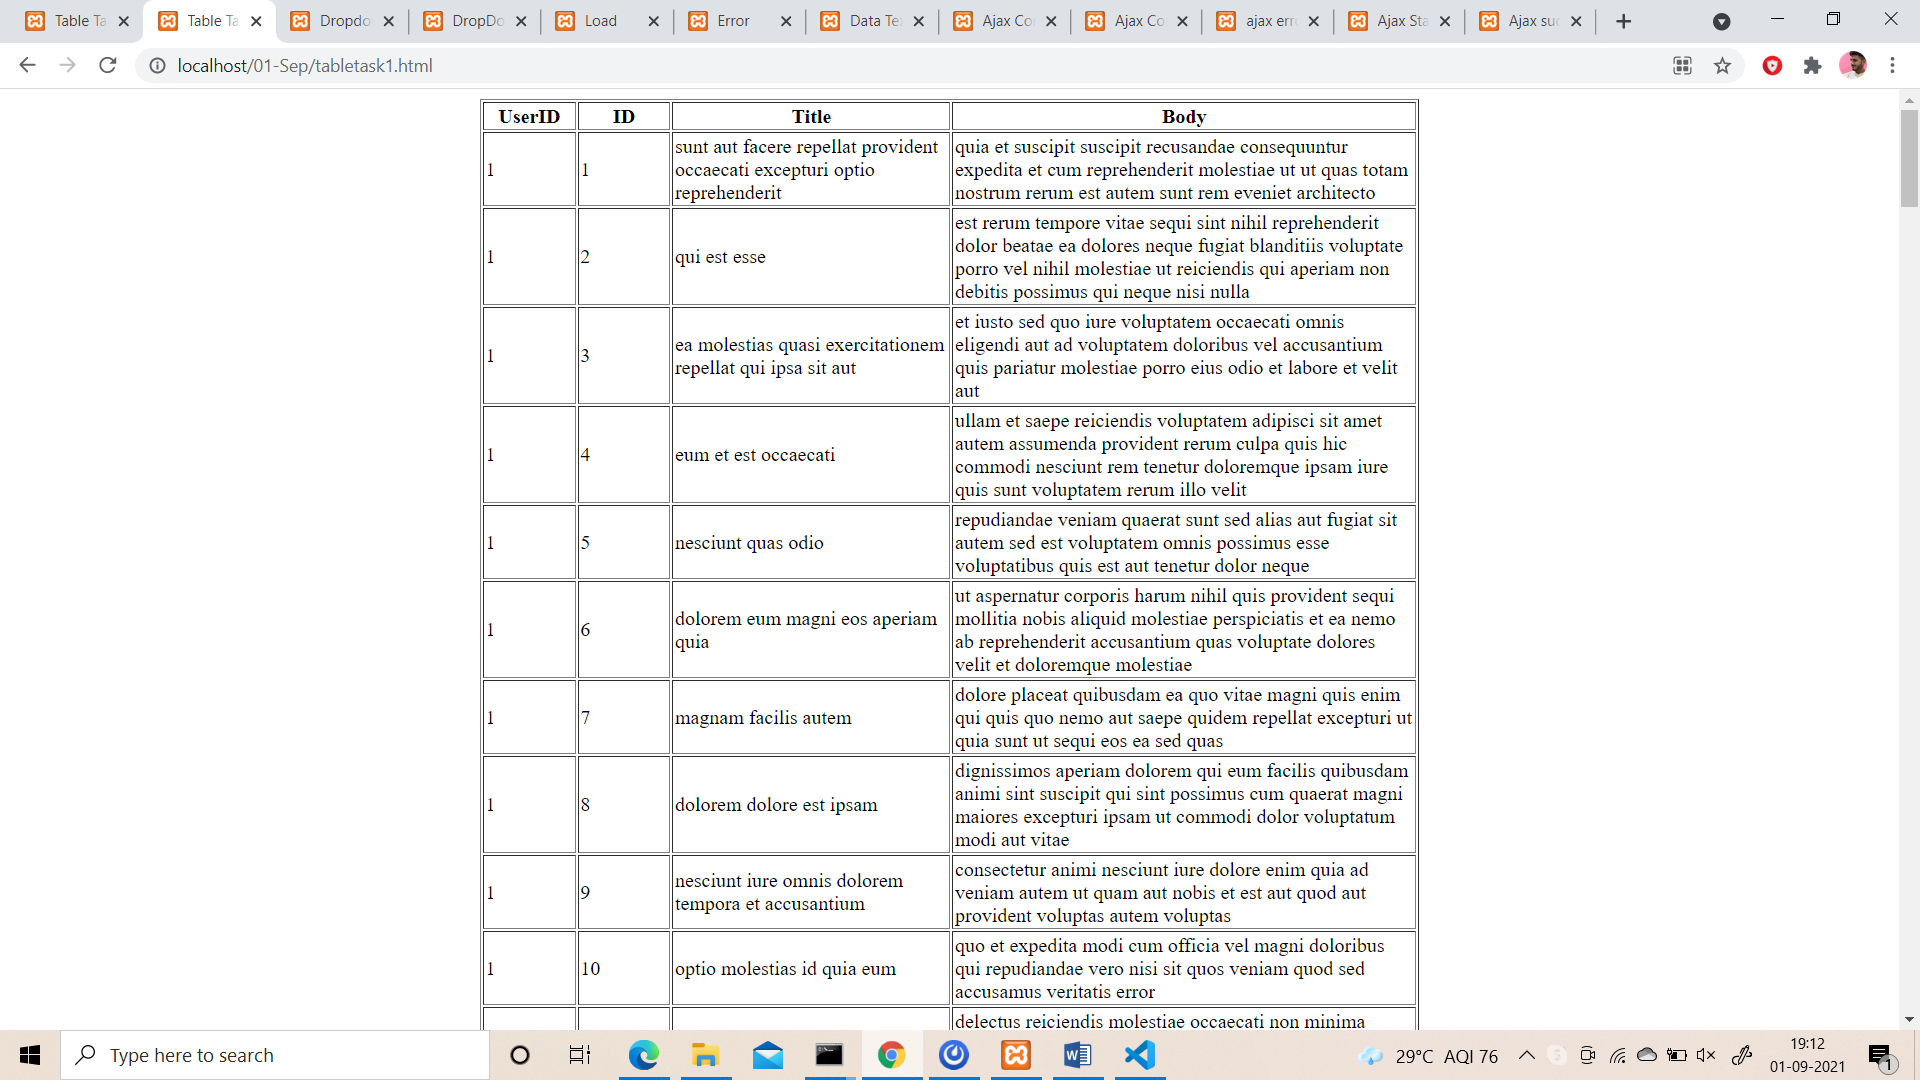 Table Ta
Table Ta
Dropdo
DropDo
Load
Error
Data Te
Ajax Co
Ajax Co
ajax err
Ajax Sta
Ajax suc
localhost/01-Sep/tabletask1.html
UserID ID Title Body
1 1 sunt aut facere repellat provident
occaecati excepturi optio
reprehenderit
quia et suscipit suscipit recusandae consequuntur
expedita et cum reprehenderit molestiae ut ut quas totam
nostrum rerum est autem sunt rem eveniet architecto
1 2 qui est esse
est rerum tempore vitae sequi sint nihil reprehenderit
dolor beatae ea dolores neque fugiat blanditiis voluptate
porro vel nihil molestiae ut reiciendis qui aperiam non
debitis possimus qui neque nisi nulla
1 3 ea molestias quasi exercitationem
repellat qui ipsa sit aut
et iusto sed quo iure voluptatem occaecati omnis
eligendi aut ad voluptatem doloribus vel accusantium
quis pariatur molestiae porro eius odio et labore et velit
aut
1 4 eum et est occaecati
ullam et saepe reiciendis voluptatem adipisci sit amet
autem assumenda provident rerum culpa quis hic
commodi nesciunt rem tenetur doloremque ipsam iure
quis sunt voluptatem rerum illo velit
1 5 nesciunt quas odio
repudiandae veniam quaerat sunt sed alias aut fugiat sit
autem sed est voluptatem omnis possimus esse
voluptatibus quis est aut tenetur dolor neque
1 6 dolorem eum magni eos aperiam
quia
ut aspernatur corporis harum nihil quis provident sequi
mollitia nobis aliquid molestiae perspiciatis et ea nemo
ab reprehenderit accusantium quas voluptate dolores
velit et doloremque molestiae
1 7 magnam facilis autem
dolore placeat quibusdam ea quo vitae magni quis enim
qui quis quo nemo aut saepe quidem repellat excepturi ut
quia sunt ut sequi eos ea sed quas
1 8 dolorem dolore est ipsam
dignissimos aperiam dolorem qui eum facilis quibusdam
animi sint suscipit qui sint possimus cum quaerat magni
maiores excepturi ipsam ut commodi dolor voluptatum
modi aut vitae
1 9 nesciunt iure omnis dolorem
tempora et accusantium
consectetur animi nesciunt iure dolore enim quia ad
veniam autem ut quam aut nobis et est aut quod aut
provident voluptas autem voluptas
1 10 optio molestias id quia eum
quo et expedita modi cum officia vel magni doloribus
qui repudiandae vero nisi sit quos veniam quod sed
accusamus veritatis error
delectus reiciendis molestiae occaecati non minima
Type here to search
29°C AQI 76
19:12
01-09-2021
1